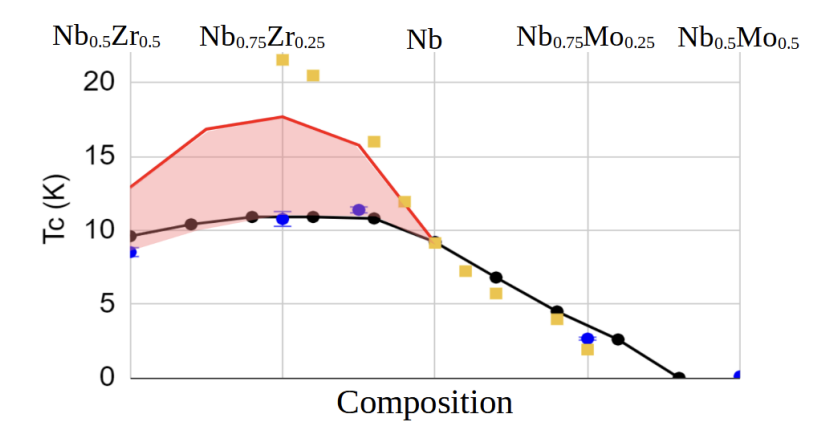 Nb₀.₅Zr₀.₅ Nb₀.₇₅Zr₀.₂₅ Nb Nb₀.₇₅Mo₀.₂₅ Nb₀.₅Mo₀.₅
20
15
10
5
0
Tc (K)
Composition